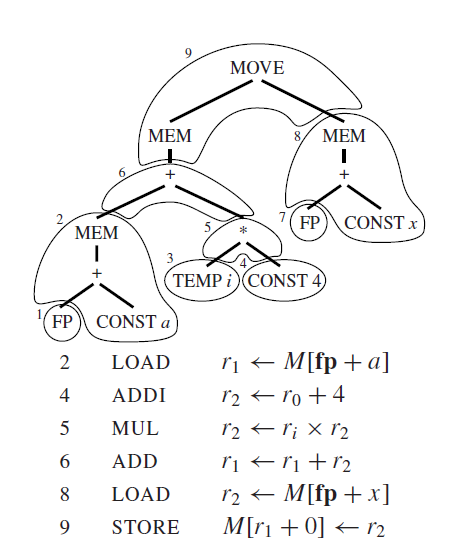 9
MOVE
MEM 8 MEM
6 + +
2 MEM 5 * 7 FP CONST x
+ 3 TEMP i 4 CONST 4
1 FP CONST a
2 LOAD r₁ ← M[fp + a]
4 ADDI r₂ ← r₀ + 4
5 MUL r₂ ← rᵢ × r₂
6 ADD r₁ ← r₁ + r₂
8 LOAD r₂ ← M[fp + x]
9 STORE M[r₁ + 0] ← r₂